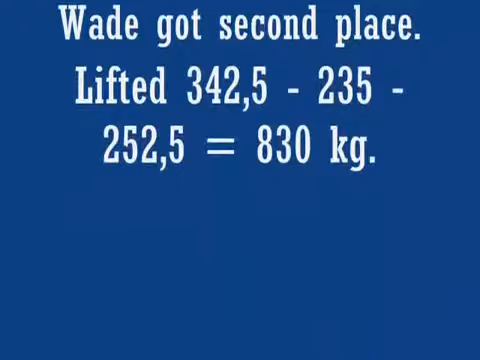 Wade got second place.
Lifted 342,5 - 235 -
252,5 = 830 kg.